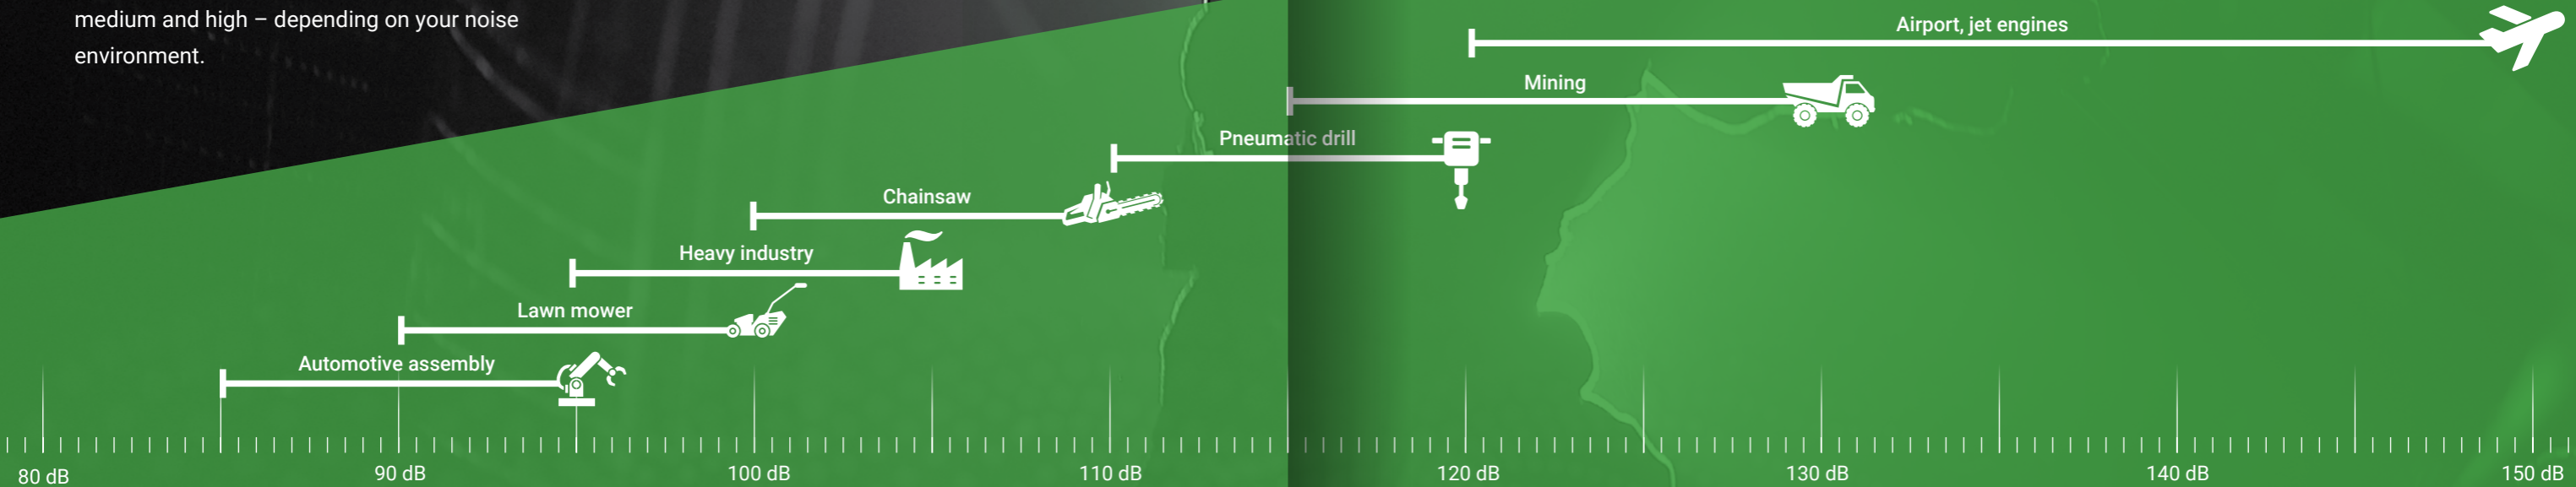 medium and high – depending on your noise
environment.
Airport, jet engines
Mining
Pneumatic drill
Chainsaw
Heavy industry
Lawn mower
Automotive assembly
80 dB 90 dB 100 dB 110 dB 120 dB 130 dB 140 dB 150 dB